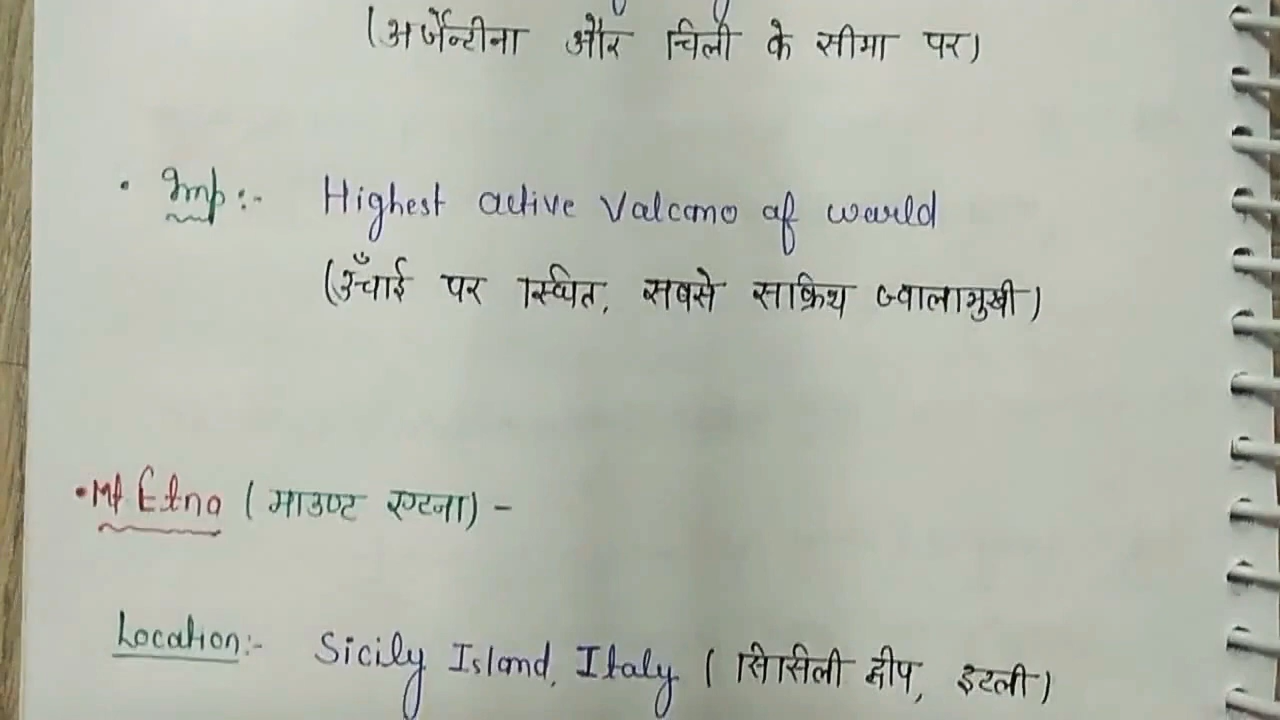 (अर्जेन्टीना और चिली के सीमा पर)
• Imp:- Highest active Valcano of world
(ऊँचाई पर स्थित, सबसे सक्रिय ज्वालामुखी)
• Mt Etna (माउण्ट एटना) -
Location:- Sicily Island, Italy (सिसिली द्वीप, इटली)